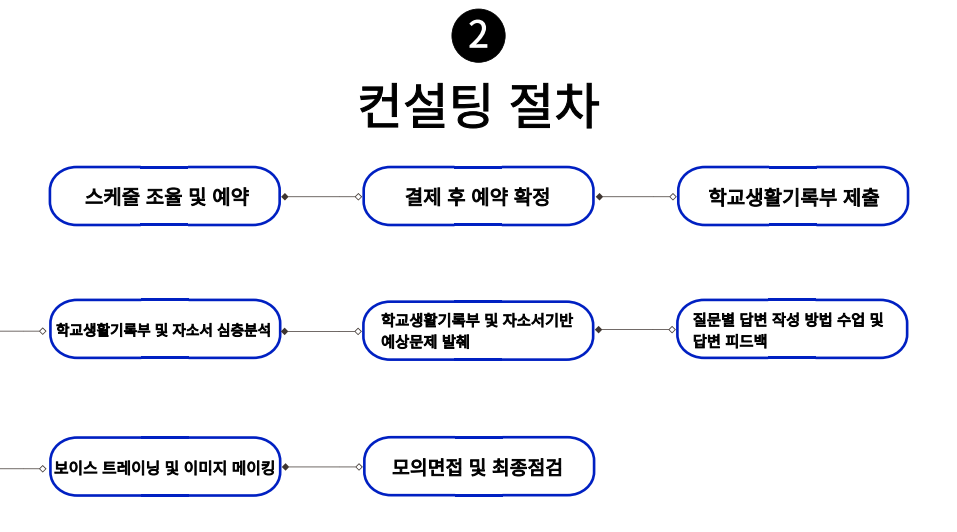 2
컨설팅 절차
스케줄 조율 및 예약
결제 후 예약 확정
학교생활기록부 제출
학교생활기록부 및 자소서 심층분석
학교생활기록부 및 자소서기반
예상문제 발췌
질문별 답변 작성 방법 수업 및
답변 피드백
보이스 트레이닝 및 이미지 메이킹
모의면접 및 최종점검